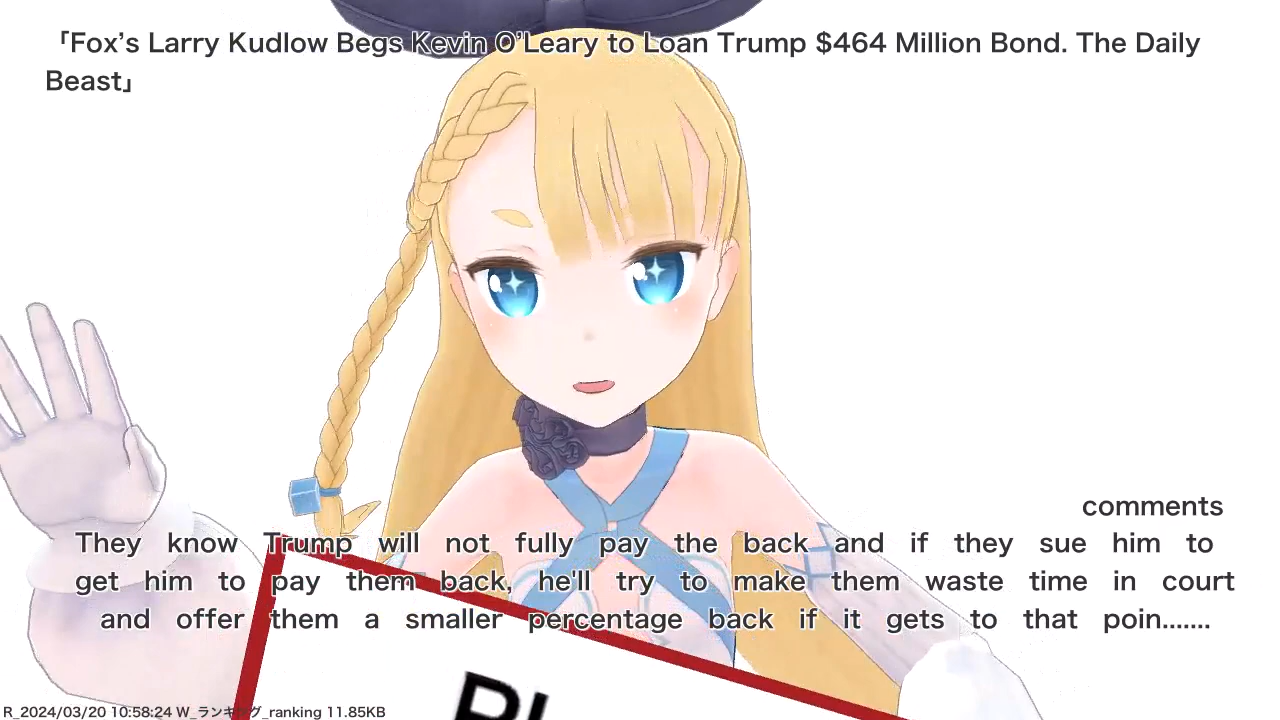 「Fox's Larry Kudlow Begs Kevin O'Leary to Loan Trump $464 Million Bond. The Daily
Beast」
comments
They know Trump will not fully pay the back and if they sue him to
get him to pay them back, he'll try to make them waste time in court
and offer them a smaller percentage back if it gets to that poin.......
R_2024/03/20 10:58:24 W_ランキング_ranking 11.85KB